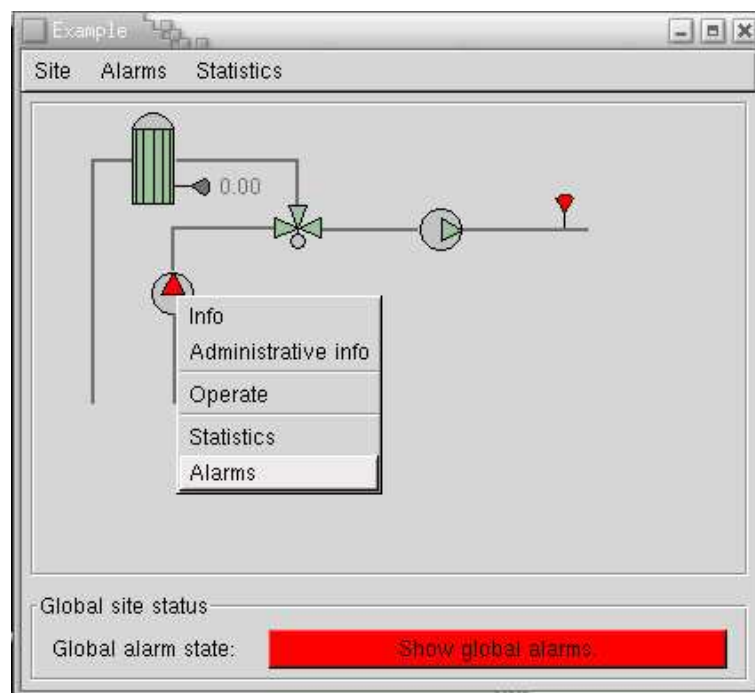 Example
Site Alarms Statistics
0.00
Info
Administrative info
Operate
Statistics
Alarms
Global site status
Global alarm state: Show global alarms.